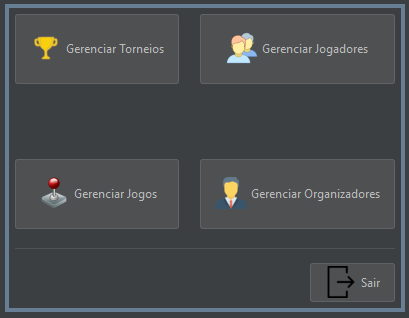 Gerenciar Torneios
Gerenciar Jogadores
Gerenciar Jogos
Gerenciar Organizadores
Sair